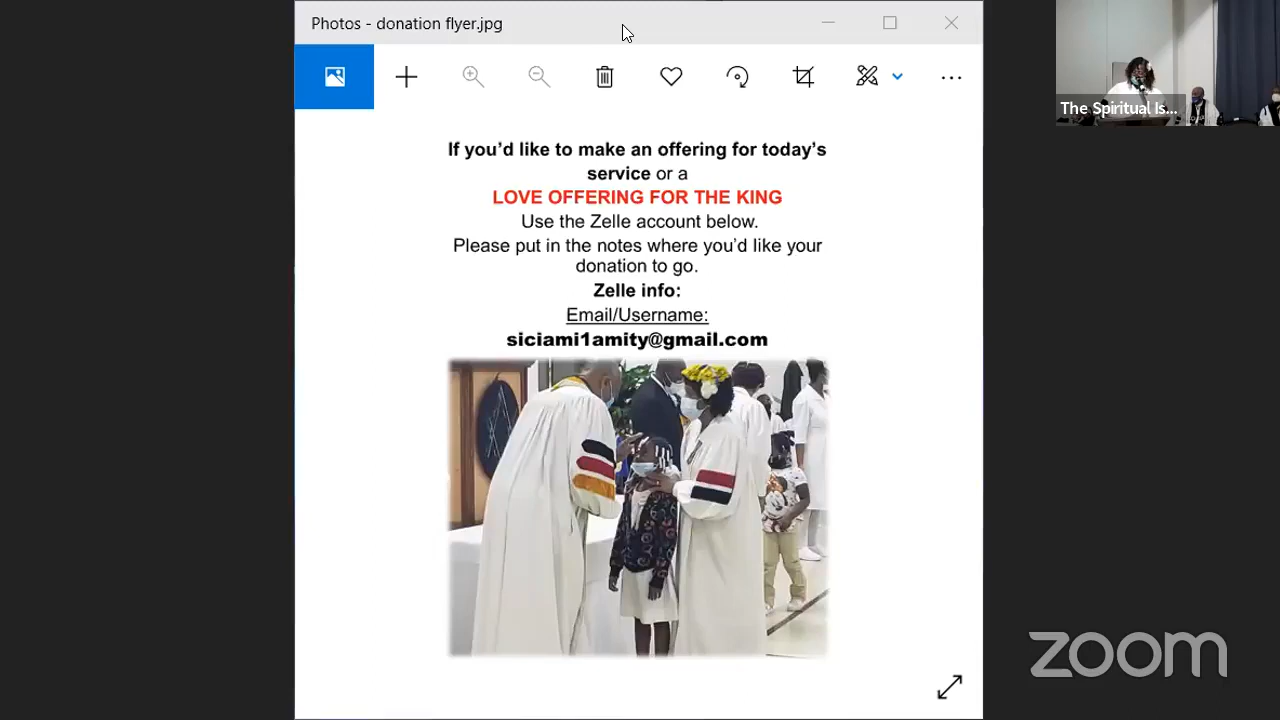 Photos - donation flyer.jpg
The Spiritual Is...
If you'd like to make an offering for today's
service or a
LOVE OFFERING FOR THE KING
Use the Zelle account below.
Please put in the notes where you'd like your
donation to go.
Zelle info:
Email/Username:
siciami1amity@gmail.com
zoom